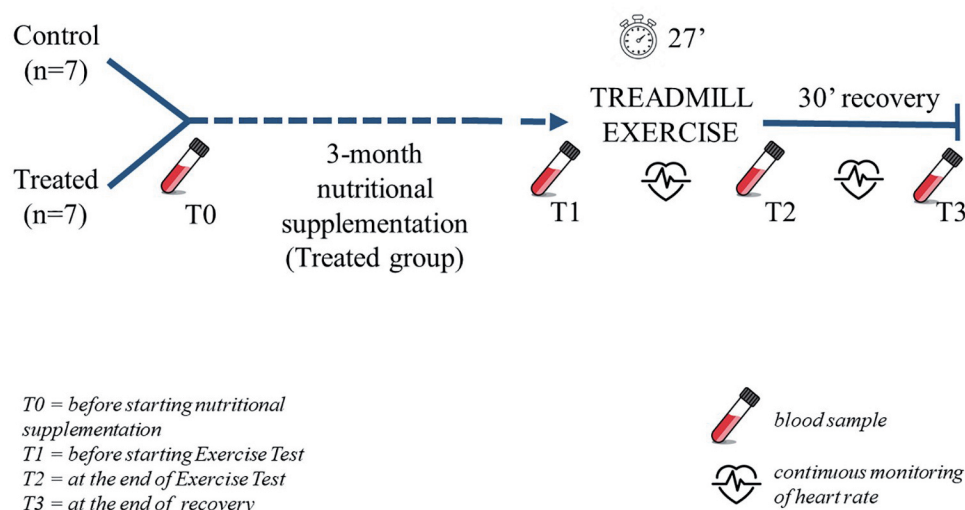 Control
(n=7)
Treated
(n=7)
T0
3-month
nutritional
supplementation
(Treated group)
T1
27’
TREADMILL
EXERCISE
T2
30’ recovery
T3
T0 = before starting nutritional
supplementation
T1 = before starting Exercise Test
T2 = at the end of Exercise Test
T3 = at the end of recovery
blood sample
continuous monitoring
of heart rate